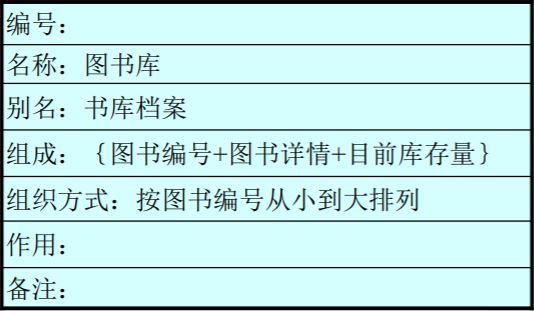 编号：
名称：图书库
别名：书库档案
组成：｛图书编号+图书详情+目前库存量｝
组织方式：按图书编号从小到大排列
作用：
备注：